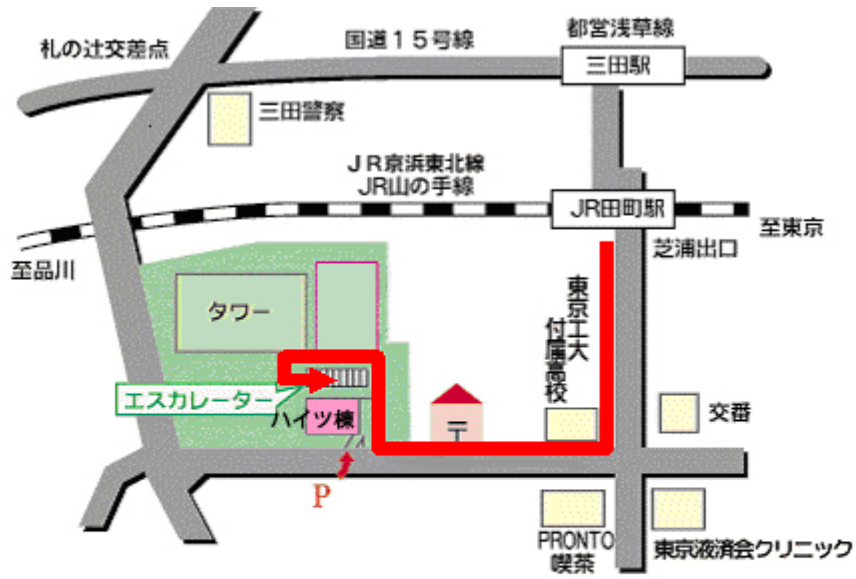 都営浅草線
国道15号線
札の辻交差点
三田駅
三田警察
JR京浜東北線
JR山の手線
JR田町駅
至東京
芝浦出口
至品川
タワー
東京工大
付属高校
エスカレーター
ハイツ棟
〒
交番
P
PRONTO
喫茶
東京液済会クリニック